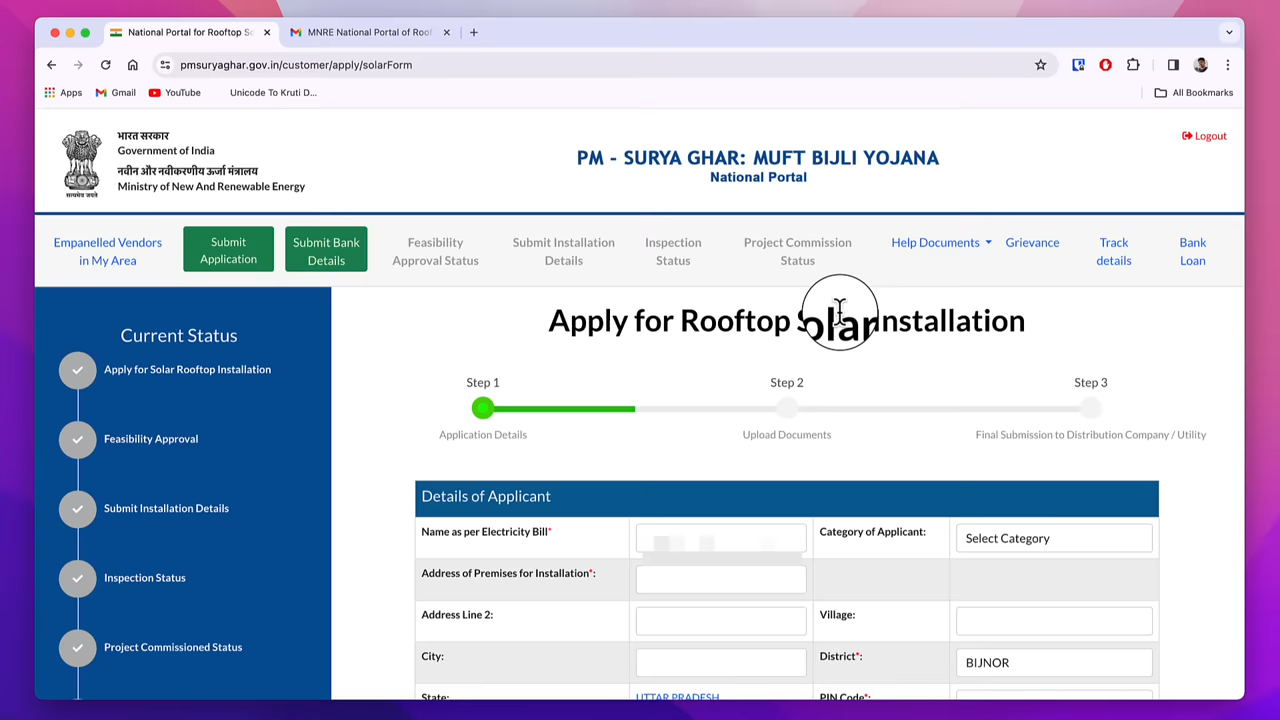 National Portal for Rooftop S
MNRE National Portal of Roof
pmsuryaghar.gov.in/customer/apply/solarForm
Apps
Gmail
YouTube
Unicode To Kruti D...
All Bookmarks
भारत सरकार
Government of India
नवीन और नवीकरणीय ऊर्जा मंत्रालय
Ministry of New And Renewable Energy
सत्यमेव जयते
PM - SURYA GHAR: MUFT BIJLI YOJANA
National Portal
Logout
Empanelled Vendors
in My Area
Submit
Application
Submit Bank
Details
Feasibility
Approval Status
Submit Installation
Details
Inspection
Status
Project Commission
Status
Help Documents
Grievance
Track
details
Bank
Loan
Current Status
Apply for Solar Rooftop Installation
Feasibility Approval
Submit Installation Details
Inspection Status
Project Commissioned Status
Apply for Rooftop Solar Installation
Step 1
Step 2
Step 3
Application Details
Upload Documents
Final Submission to Distribution Company / Utility
Details of Applicant
Name as per Electricity Bill*
Category of Applicant:
Select Category
Address of Premises for Installation*:
Address Line 2:
Village:
City:
District*:
BIJNOR
State:
UTTAR PRADESH
PIN Code*: